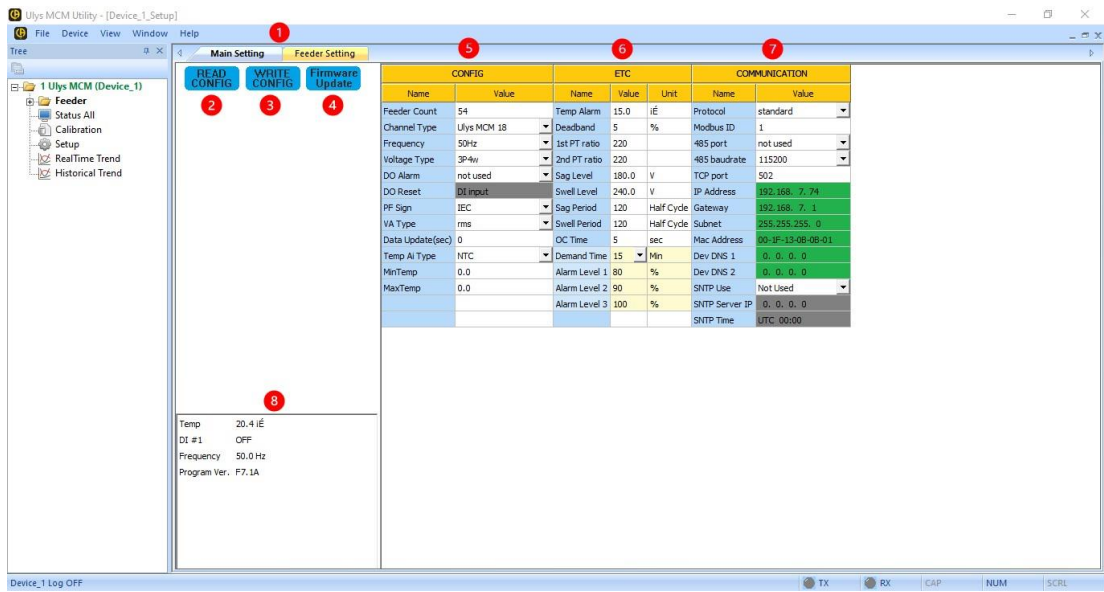 Ulys MCM Utility - [Device_1_Setup]
File Device View Window Help
1
Tree
Main Setting Feeder Setting
5 6 7
READ CONFIG WRITE CONFIG Firmware Update
2 3 4
1 Ulys MCM (Device_1)
Feeder
Status All
Calibration
Setup
RealTime Trend
Historical Trend
CONFIG ETC COMMUNICATION
Name Value Name Value Unit Name Value
Feeder Count 54 Temp Alarm 15.0 iÉ Protocol standard
Channel Type Ulys MCM 18 Deadband 5 % Modbus ID 1
Frequency 50Hz 1st PT ratio 220 485 port not used
Voltage Type 3P4w 2nd PT ratio 220 485 baudrate 115200
DO Alarm not used Sag Level 180.0 V TCP port 502
DO Reset DI input Swell Level 240.0 V IP Address 192.168. 7. 74
PF Sign IEC Sag Period 120 Half Cycle Gateway 192.168. 7. 1
VA Type rms Swell Period 120 Half Cycle Subnet 255.255.255. 0
Data Update(sec) 0 OC Time 5 sec Mac Address 00-1F-13-0B-0B-01
Temp Ai Type NTC Demand Time 15 Min Dev DNS 1 0. 0. 0. 0
MinTemp 0.0 Alarm Level 1 80 % Dev DNS 2 0. 0. 0. 0
MaxTemp 0.0 Alarm Level 2 90 % SNTP Use Not Used
Alarm Level 3 100 % SNTP Server IP 0. 0. 0. 0
SNTP Time UTC 00:00
8
Temp 20.4 iÉ
DI #1 OFF
Frequency 50.0 Hz
Program Ver. F7.1A
Device_1 Log OFF TX RX CAP NUM SCRL